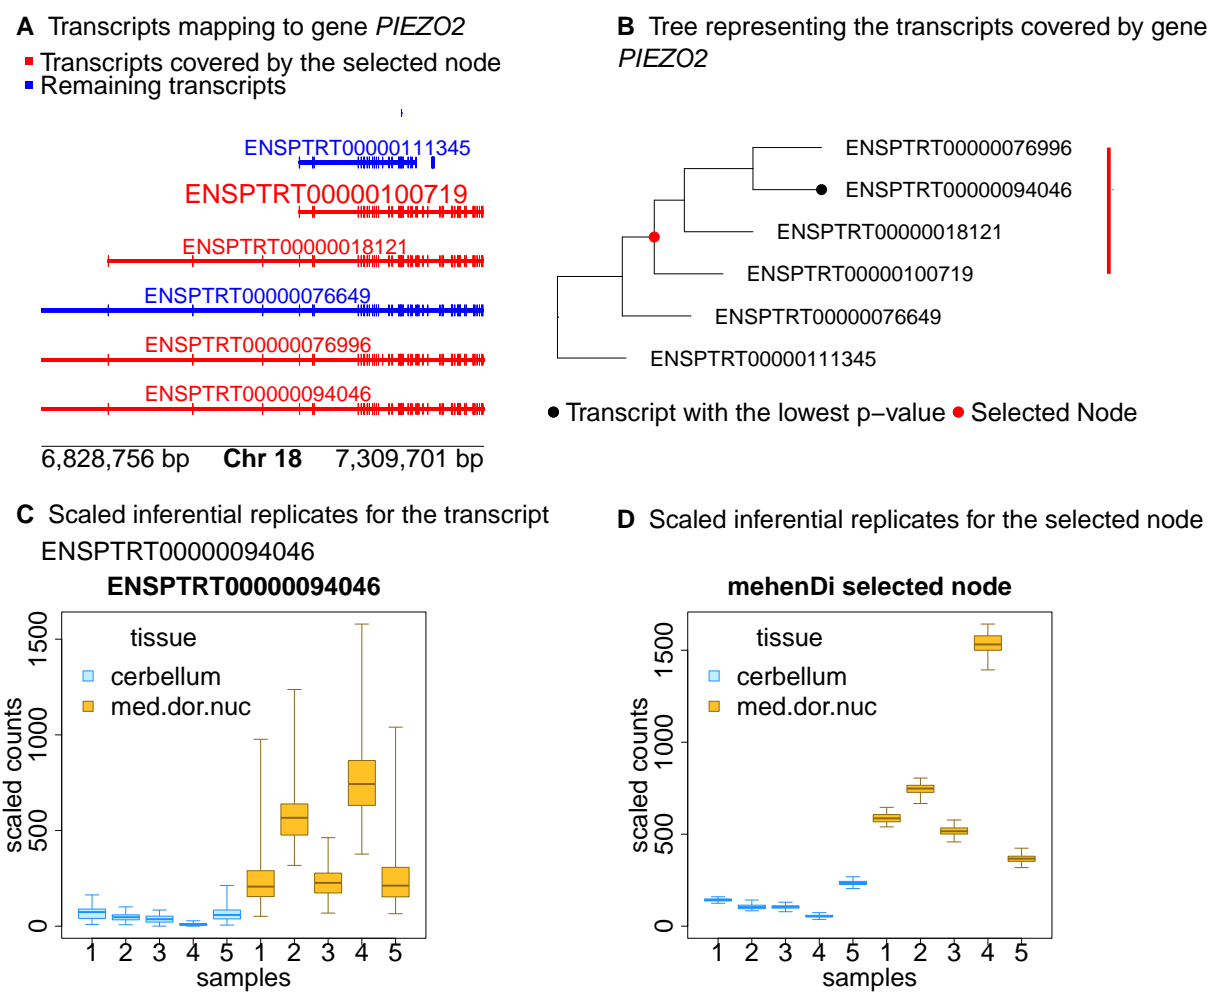 A Transcripts mapping to gene PIEZO2
Transcripts covered by the selected node
Remaining transcripts
ENSPTRT00000111345
ENSPTRT00000100719
ENSPTRT00000018121
ENSPTRT00000076649
ENSPTRT00000076996
ENSPTRT00000094046
6,828,756 bp Chr 18 7,309,701 bp
B Tree representing the transcripts covered by gene
PIEZO2
ENSPTRT00000076996
ENSPTRT00000094046
ENSPTRT00000018121
ENSPTRT00000100719
ENSPTRT00000076649
ENSPTRT00000111345
Transcript with the lowest p−value Selected Node
C Scaled inferential replicates for the transcript
ENSPTRT00000094046
ENSPTRT00000094046
tissue
cerbellum
med.dor.nuc
scaled counts
1500
1000
500
0
1 2 3 4 5 1 2 3 4 5
samples
D Scaled inferential replicates for the selected node
mehenDi selected node
tissue
cerbellum
med.dor.nuc
scaled counts
1500
1000
500
0
1 2 3 4 5 1 2 3 4 5
samples